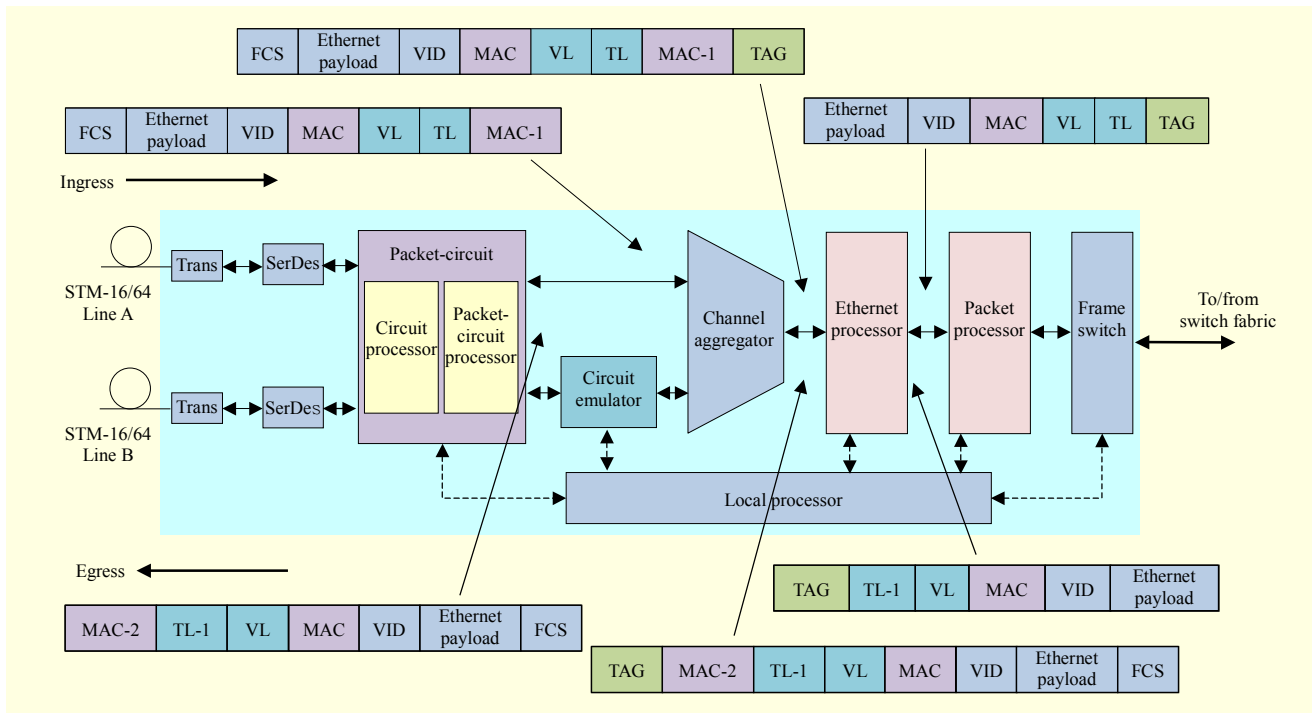 FCS Ethernet payload VID MAC VL TL MAC-1 TAG
FCS Ethernet payload VID MAC VL TL MAC-1
Ethernet payload VID MAC VL TL TAG
Ingress
STM-16/64
Line A
Trans
SerDes
Packet-circuit
Circuit
processor
Packet-
circuit
processor
Channel
aggregator
Ethernet
processor
Packet
processor
Frame
switch
To/from
switch fabric
STM-16/64
Line B
Trans
SerDes
Circuit
emulator
Local processor
Egress
MAC-2 TL-1 VL MAC VID Ethernet payload FCS
TAG TL-1 VL MAC VID Ethernet payload
TAG MAC-2 TL-1 VL MAC VID Ethernet payload FCS